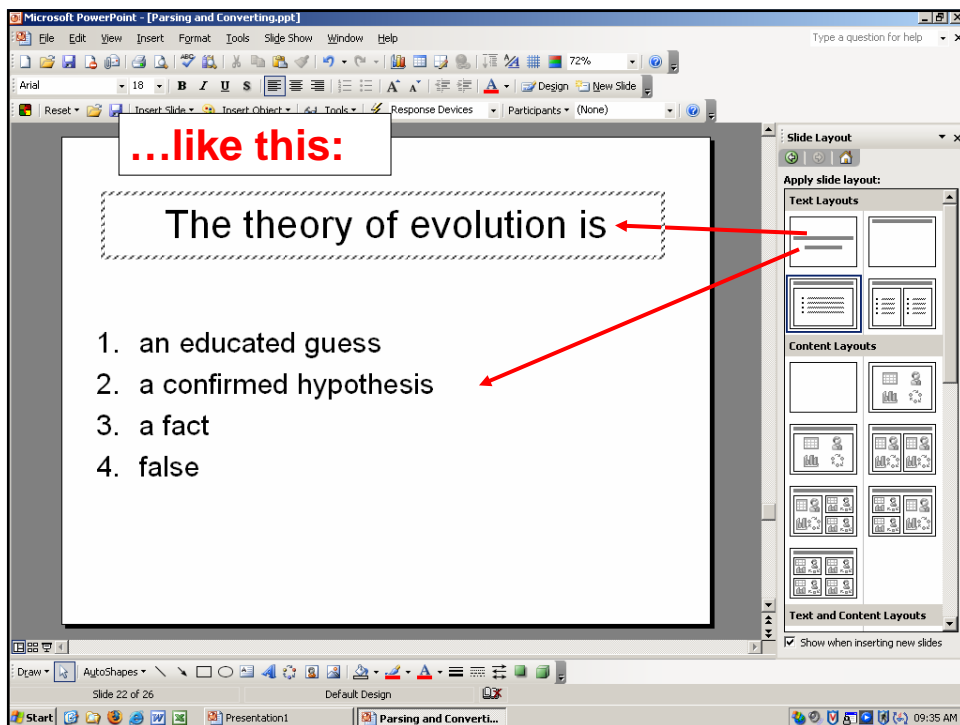 Microsoft PowerPoint - [Parsing and Converting.ppt]
File Edit View Insert Format Tools Slide Show Window Help Type a question for help
72%
Arial 18 B I U S A A A Design New Slide
Reset Insert Slide Insert Object Tools Response Devices Participants (None)
…like this:
The theory of evolution is
1. an educated guess
2. a confirmed hypothesis
3. a fact
4. false
Slide Layout
Apply slide layout:
Text Layouts
Content Layouts
Text and Content Layouts
Show when inserting new slides
Draw AutoShapes A
Slide 22 of 26 Default Design
Start Presentation1 Parsing and Converti... 09:35 AM